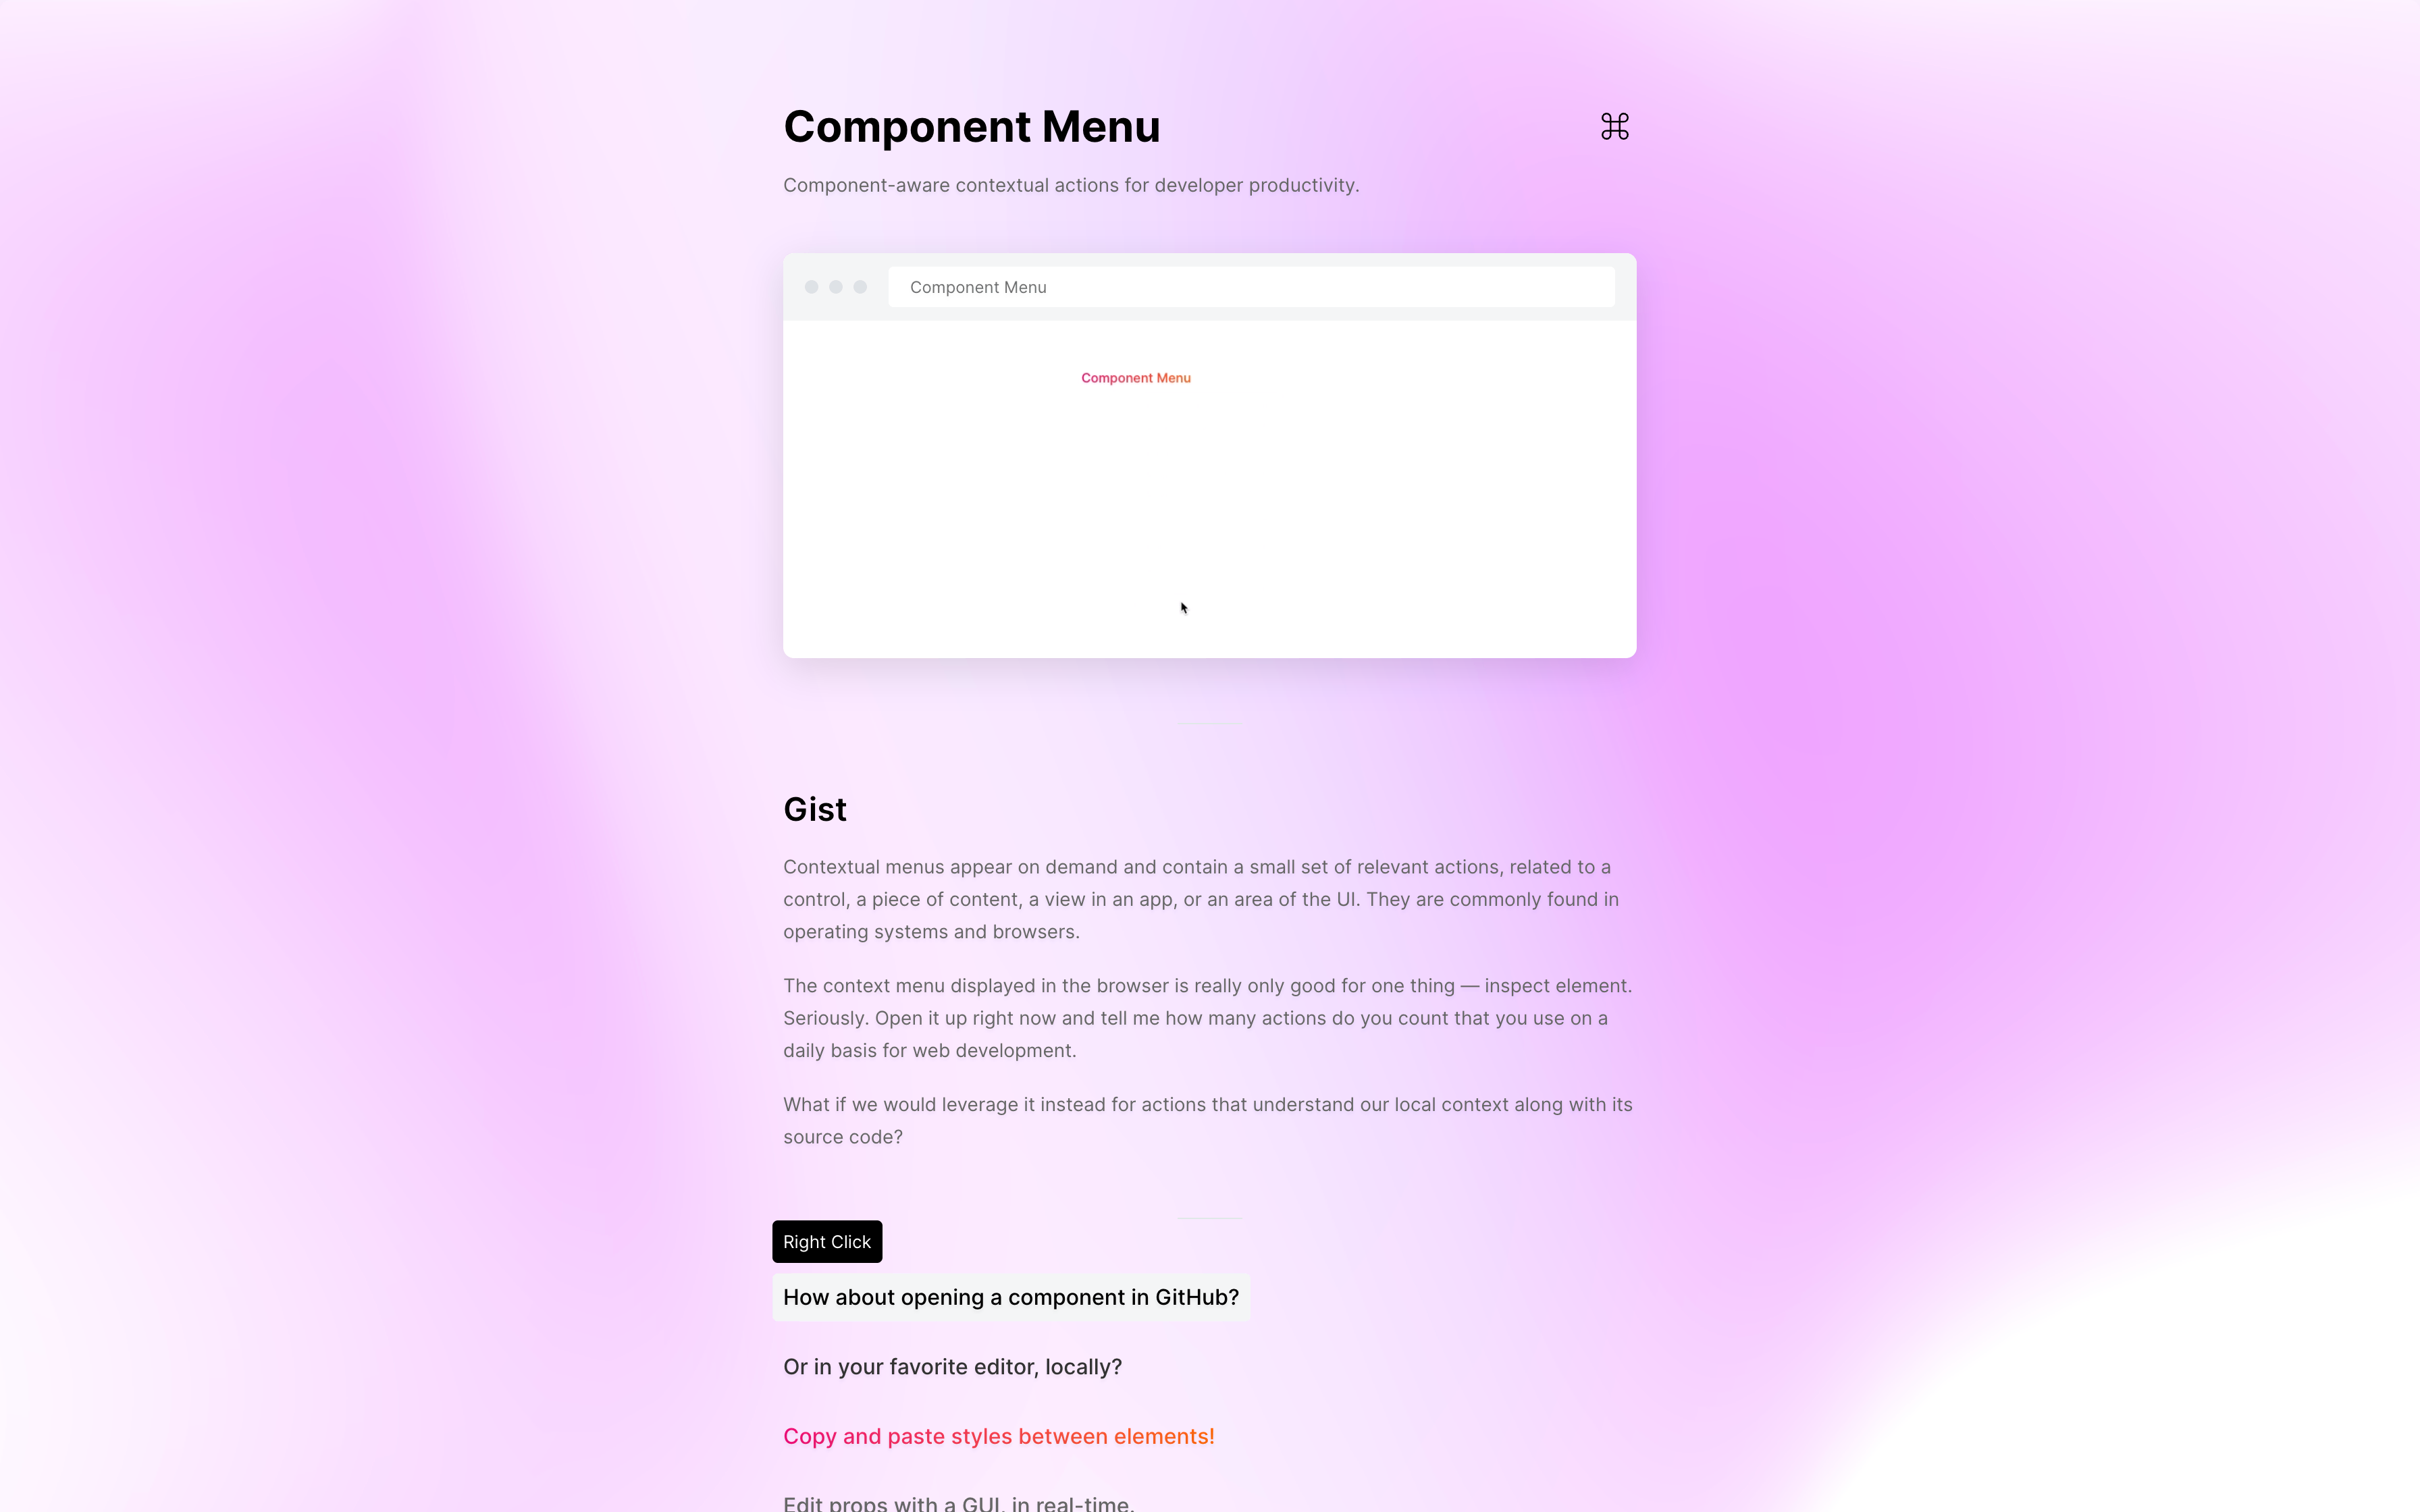 Component Menu
Component-aware contextual actions for developer productivity.
Component Menu
Component Menu
Gist
Contextual menus appear on demand and contain a small set of relevant actions, related to a
control, a piece of content, a view in an app, or an area of the UI. They are commonly found in
operating systems and browsers.
The context menu displayed in the browser is really only good for one thing — inspect element.
Seriously. Open it up right now and tell me how many actions do you count that you use on a
daily basis for web development.
What if we would leverage it instead for actions that understand our local context along with its
source code?
Right Click
How about opening a component in GitHub?
Or in your favorite editor, locally?
Copy and paste styles between elements!
Edit props with a GUI, in real-time.